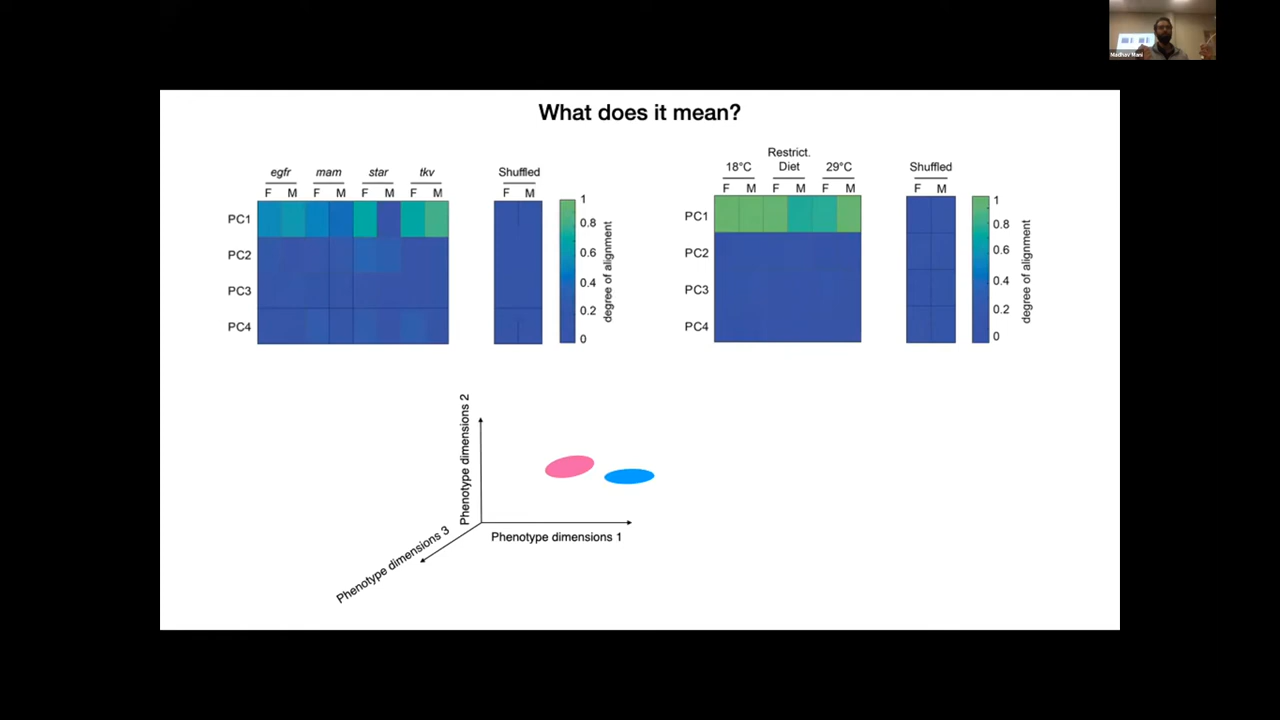 Madhav Mani
What does it mean?
egfr mam star tkv
F M F M F M F M
Shuffled
F M
PC1
PC2
PC3
PC4
1
0.8
0.6
0.4
0.2
0
degree of alignment
18°C
Restrict.
Diet
29°C
F M F M F M
Shuffled
F M
PC1
PC2
PC3
PC4
1
0.8
0.6
0.4
0.2
0
degree of alignment
Phenotype dimensions 2
Phenotype dimensions 1
Phenotype dimensions 3